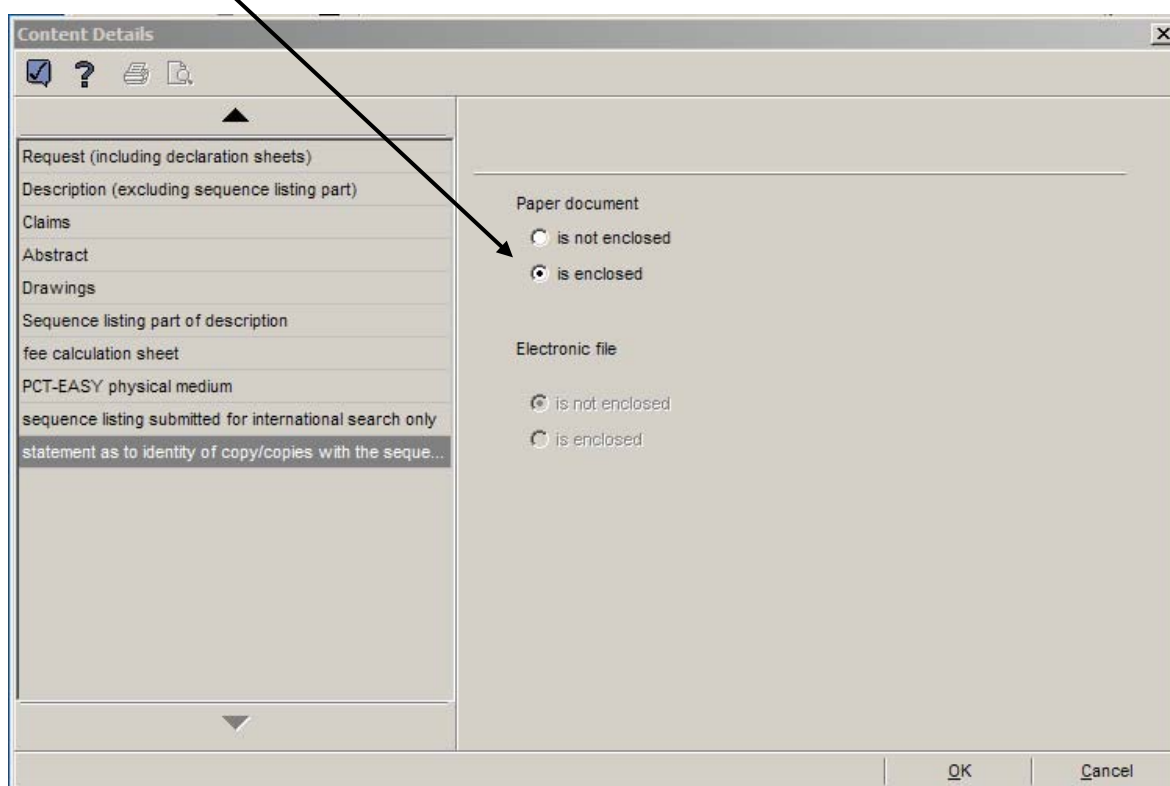 Content Details
Request (including declaration sheets)
Description (excluding sequence listing part)
Claims
Abstract
Drawings
Sequence listing part of description
fee calculation sheet
PCT-EASY physical medium
sequence listing submitted for international search only
statement as to identity of copy/copies with the seque...
Paper document
is not enclosed
is enclosed
Electronic file
is not enclosed
is enclosed
OK
Cancel